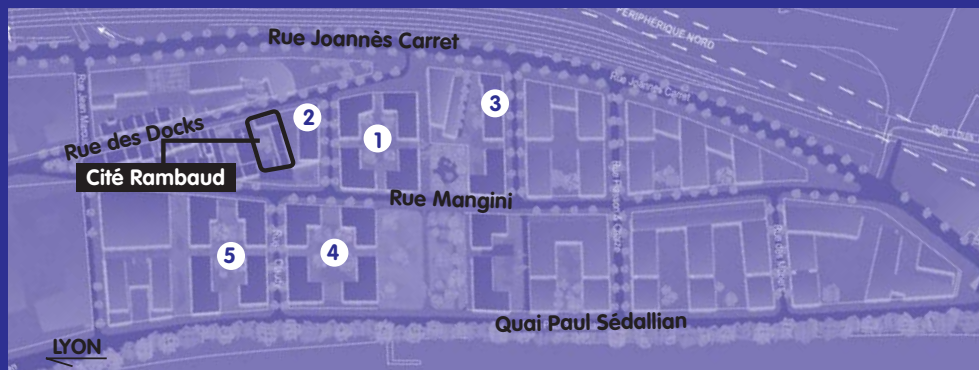 PÉRIPHÉRIQUE NORD
Rue Joannès Carret
Rue Joannès Carret
3
2
1
Rue des Docks
Cité Rambaud
Rue Mangini
5
4
Quai Paul Sédallian
LYON